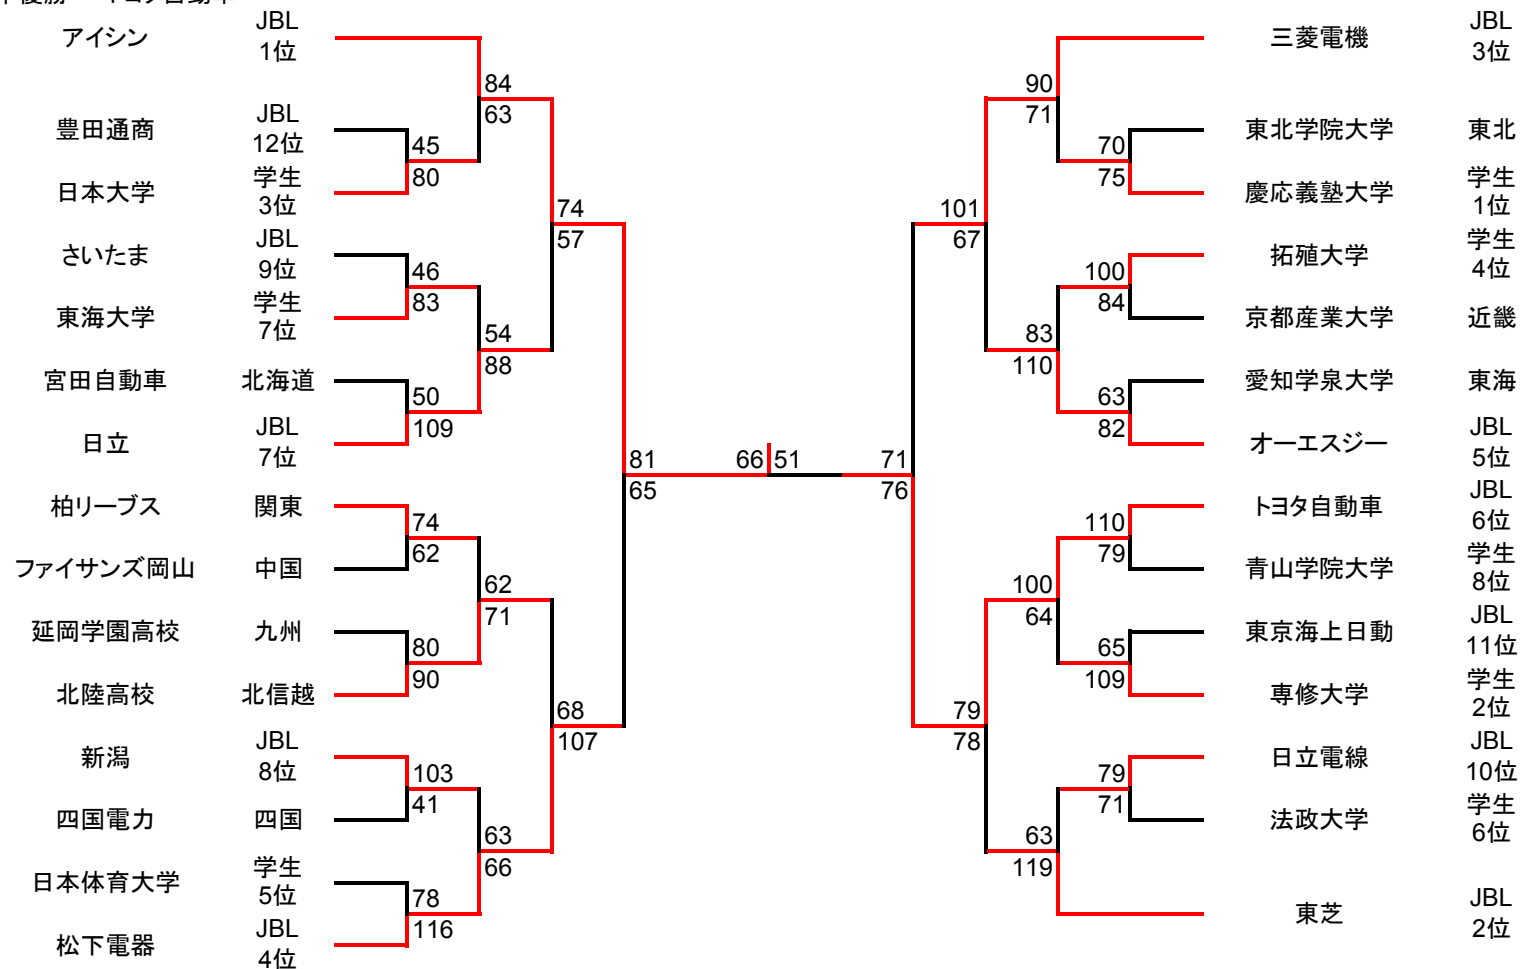 アイシン JBL 1位
豊田通商 JBL 12位
日本大学 学生 3位
さいたま JBL 9位
東海大学 学生 7位
宮田自動車 北海道
日立 JBL 7位
柏リーブス 関東
ファイサンズ岡山 中国
延岡学園高校 九州
北陸高校 北信越
新潟 JBL 8位
四国電力 四国
日本体育大学 学生 5位
松下電器 JBL 4位
45
80
46
83
50
109
74
62
80
90
103
41
78
116
84
63
54
88
62
71
63
66
74
57
68
107
81
65
66 51
71
76
101
67
79
78
90
71
83
110
100
64
63
119
70
75
100
84
63
82
110
79
65
109
79
71
三菱電機 JBL 3位
東北学院大学 東北
慶応義塾大学 学生 1位
拓殖大学 学生 4位
京都産業大学 近畿
愛知学泉大学 東海
オーエスジー JBL 5位
トヨタ自動車 JBL 6位
青山学院大学 学生 8位
東京海上日動 JBL 11位
専修大学 学生 2位
日立電線 JBL 10位
法政大学 学生 6位
東芝 JBL 2位